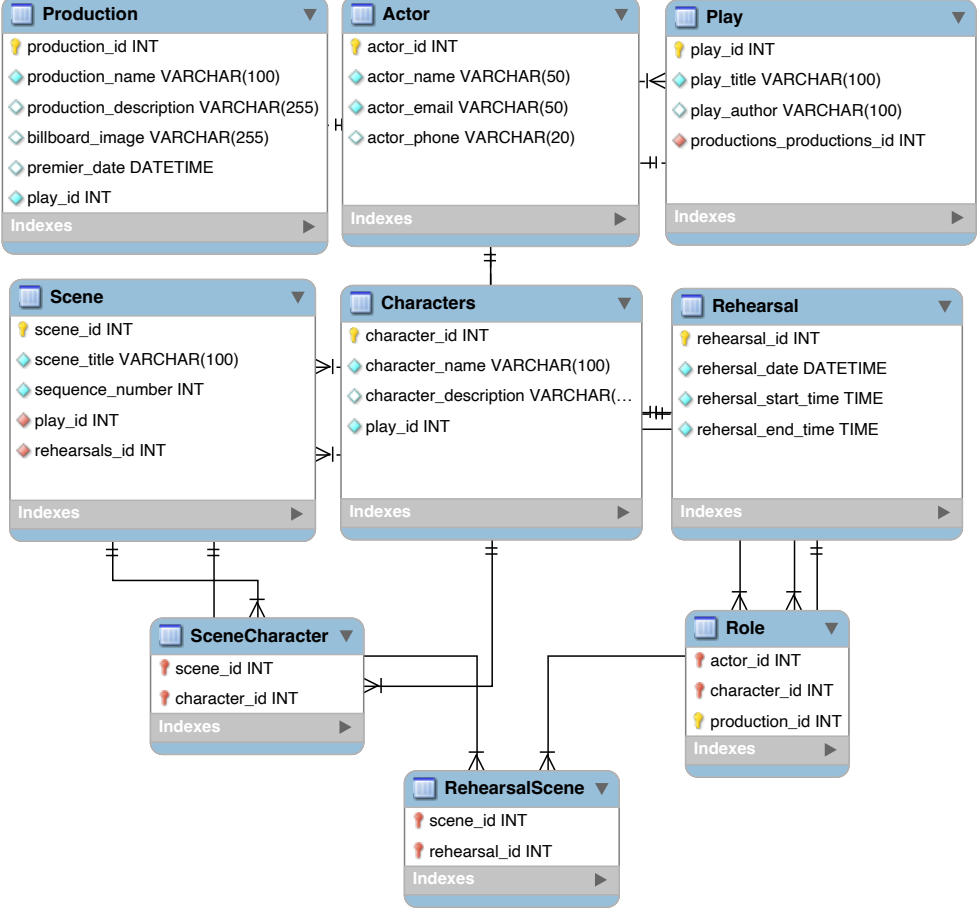 Production
production_id INT
production_name VARCHAR(100)
production_description VARCHAR(255)
billboard_image VARCHAR(255)
premier_date DATETIME
play_id INT
Indexes
Actor
actor_id INT
actor_name VARCHAR(50)
actor_email VARCHAR(50)
actor_phone VARCHAR(20)
Indexes
Play
play_id INT
play_title VARCHAR(100)
play_author VARCHAR(100)
productions_productions_id INT
Indexes
Scene
scene_id INT
scene_title VARCHAR(100)
sequence_number INT
play_id INT
rehearsals_id INT
Indexes
Characters
character_id INT
character_name VARCHAR(100)
character_description VARCHAR(...
play_id INT
Indexes
Rehearsal
rehearsal_id INT
rehersal_date DATETIME
rehersal_start_time TIME
rehersal_end_time TIME
SceneCharacter
scene_id INT
character_id INT
Indexes
Role
actor_id INT
character_id INT
production_id INT
Indexes
RehearsalScene
scene_id INT
rehearsal_id INT
Indexes